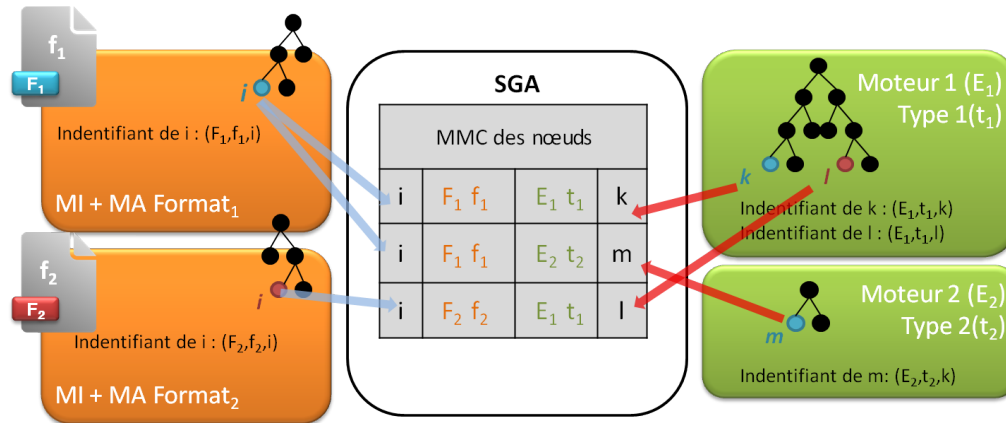 f₁
F₁
i
Indentifiant de i : (F₁,f₁,i)
MI + MA Format₁
f₂
F₂
i
Indentifiant de i : (F₂,f₂,i)
MI + MA Format₂
SGA
MMC des nœuds
i F₁ f₁ E₁ t₁ k
i F₁ f₁ E₂ t₂ m
i F₂ f₂ E₁ t₁ l
Moteur 1 (E₁)
Type 1(t₁)
k l
Indentifiant de k : (E₁,t₁,k)
Indentifiant de l : (E₁,t₁,l)
Moteur 2 (E₂)
Type 2(t₂)
m
Indentifiant de m: (E₂,t₂,k)